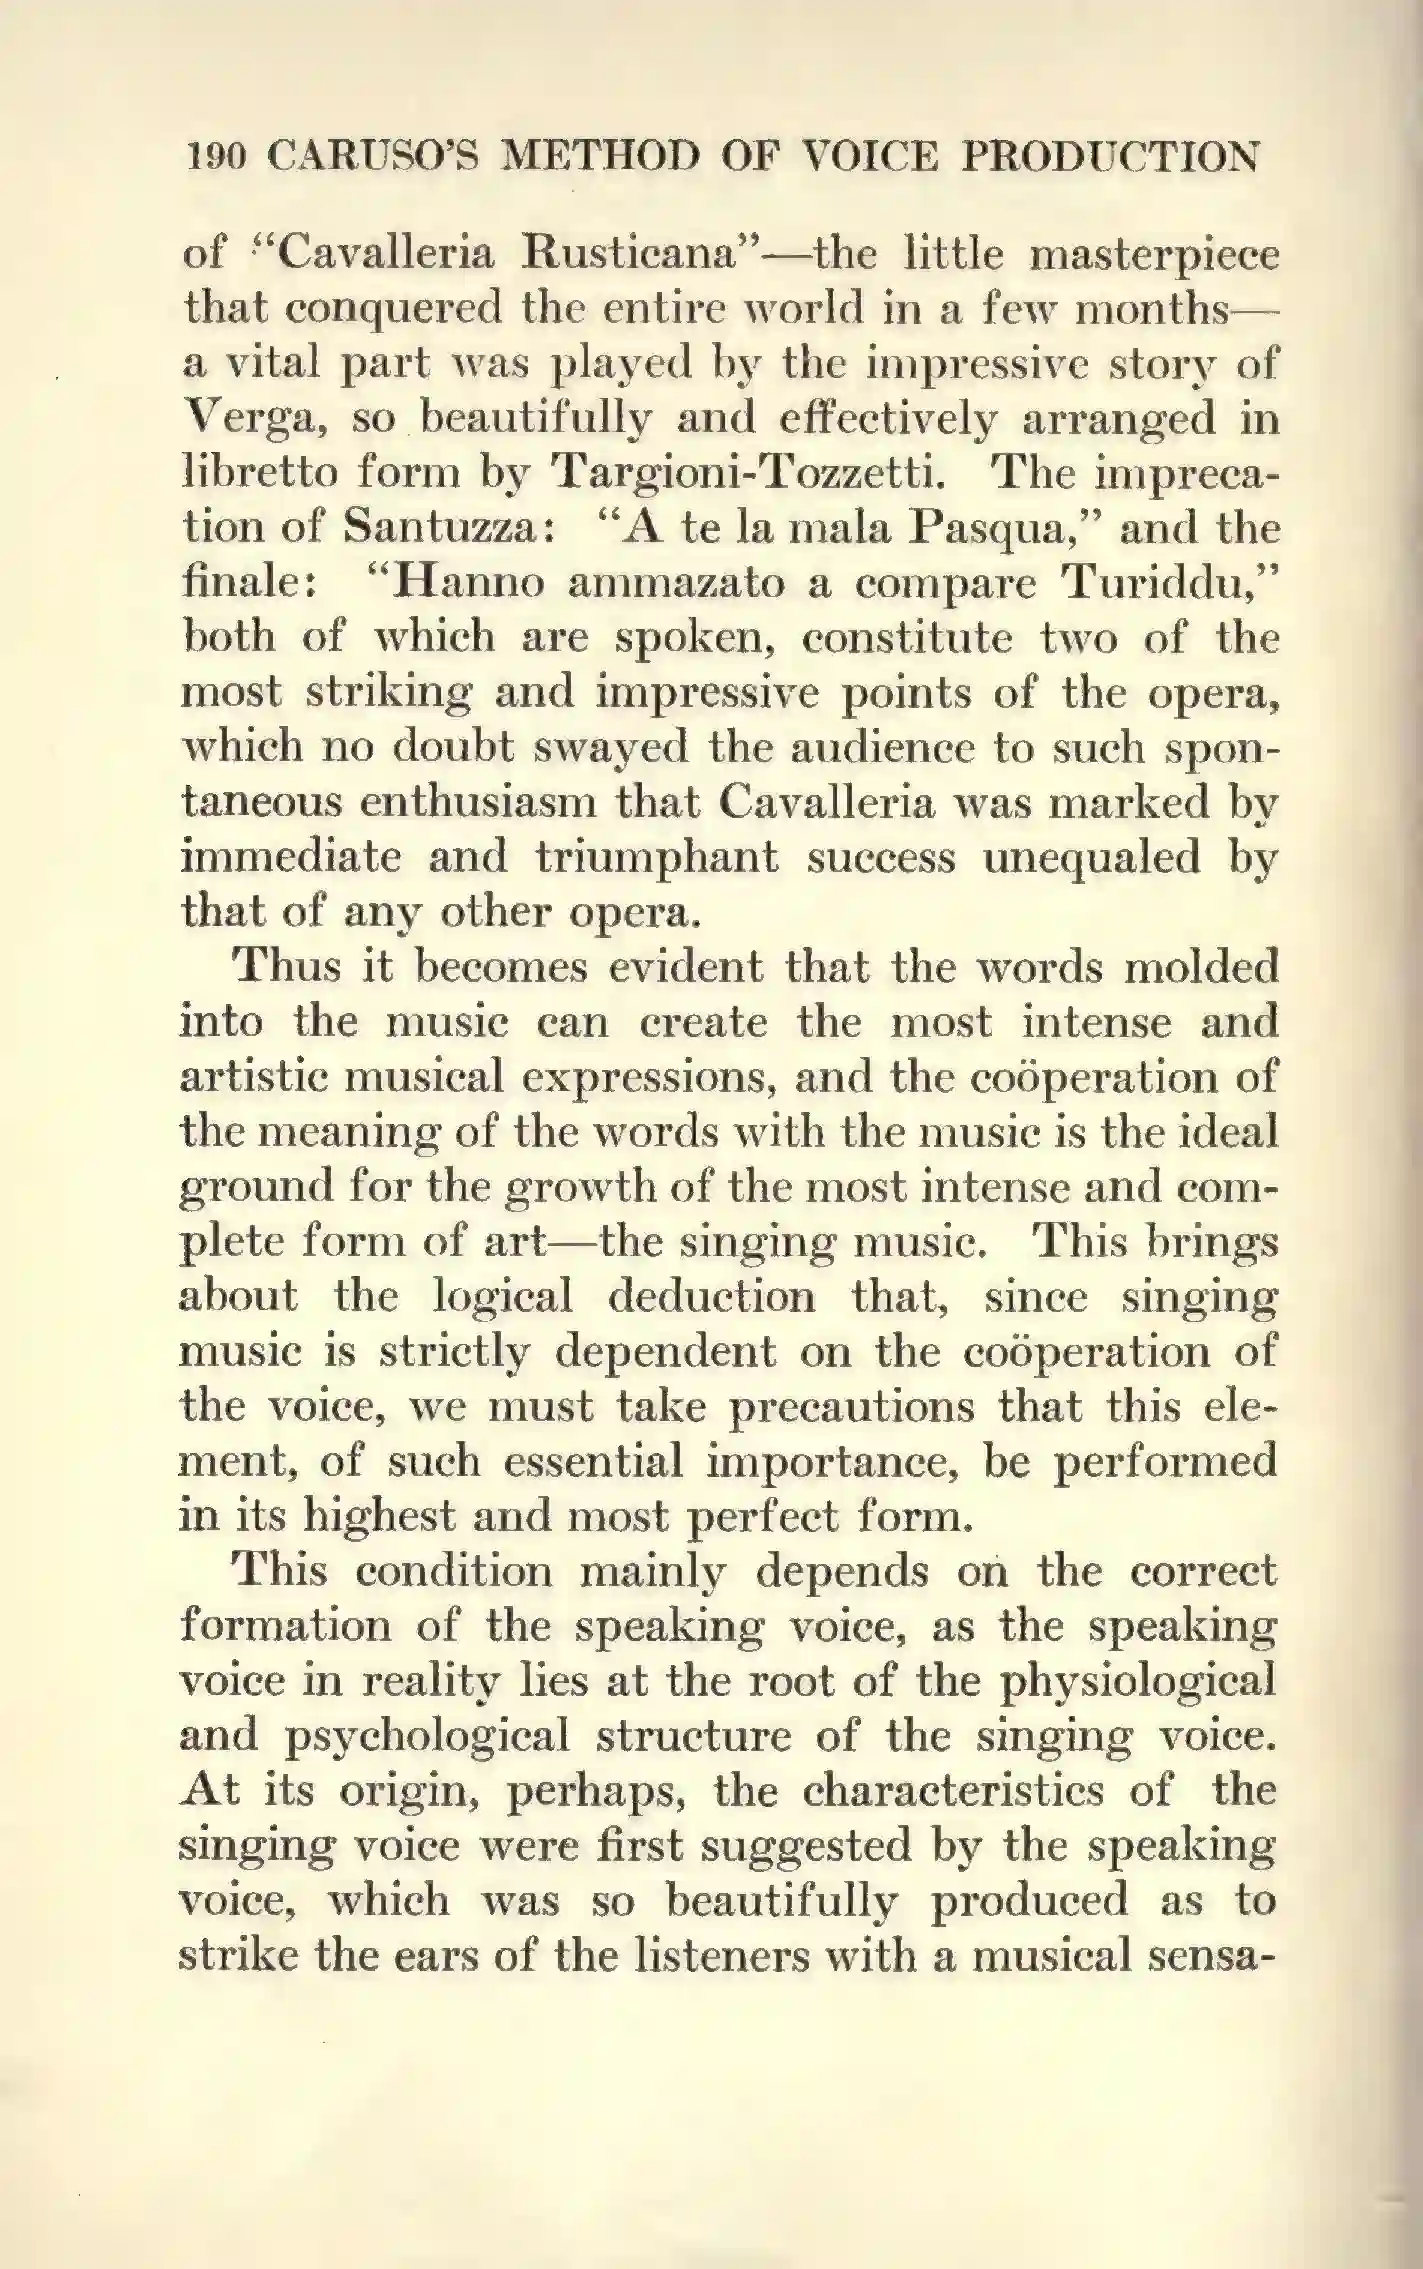 190 CARUSO'S METHOD OF VOICE PRODUCTION
of “Cavalleria Rusticana”—the little masterpiece
that conquered the entire world in a few months—
a vital part was played by the impressive story of
Verga, so beautifully and effectively arranged in
libretto form by Targioni-Tozzetti. The impreca-
tion of Santuzza: “A te la mala Pasqua,” and the
finale: “Hanno ammazato a compare Turiddu,”
both of which are spoken, constitute two of the
most striking and impressive points of the opera,
which no doubt swayed the audience to such spon-
taneous enthusiasm that Cavalleria was marked by
immediate and triumphant success unequaled by
that of any other opera.
Thus it becomes evident that the words molded
into the music can create the most intense and
artistic musical expressions, and the coöperation of
the meaning of the words with the music is the ideal
ground for the growth of the most intense and com-
plete form of art—the singing music. This brings
about the logical deduction that, since singing
music is strictly dependent on the coöperation of
the voice, we must take precautions that this ele-
ment, of such essential importance, be performed
in its highest and most perfect form.
This condition mainly depends on the correct
formation of the speaking voice, as the speaking
voice in reality lies at the root of the physiological
and psychological structure of the singing voice.
At its origin, perhaps, the characteristics of the
singing voice were first suggested by the speaking
voice, which was so beautifully produced as to
strike the ears of the listeners with a musical sensa-